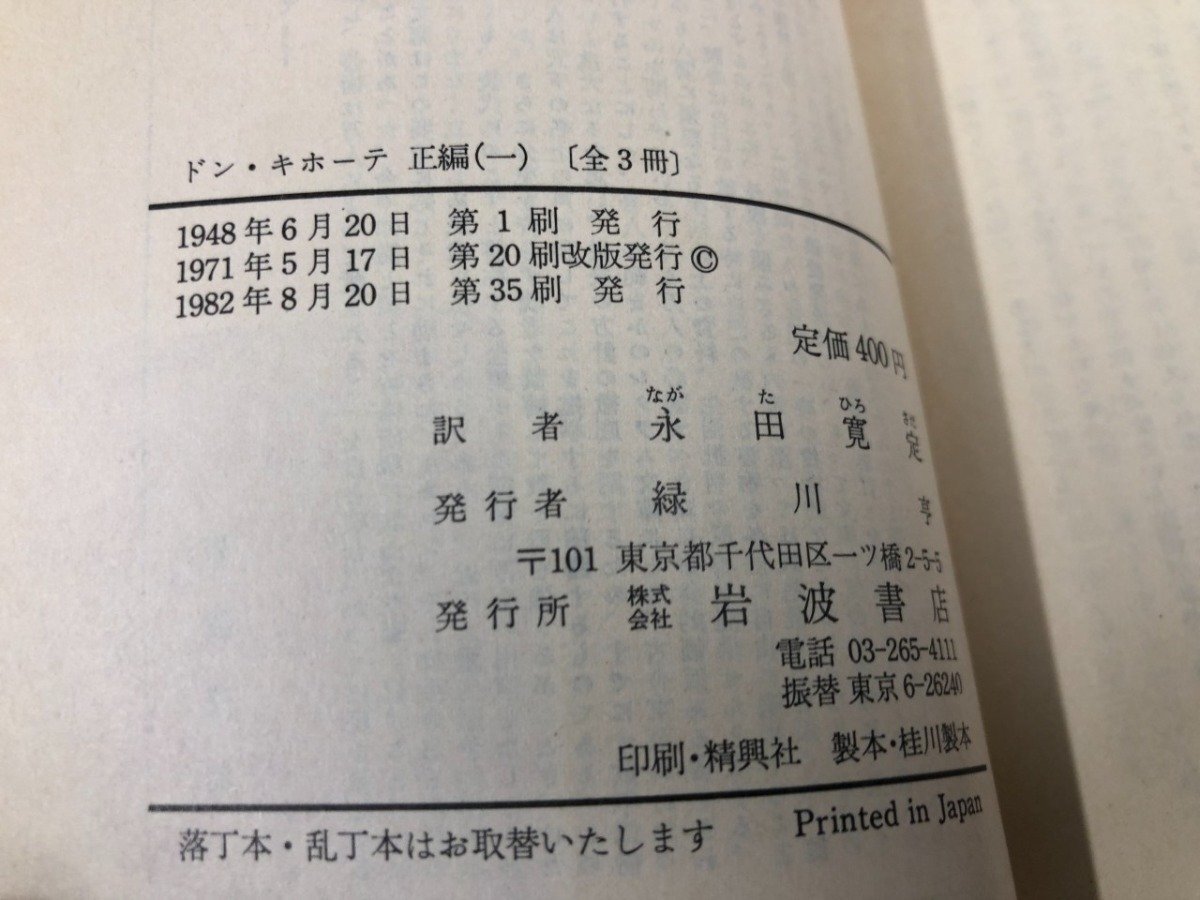 ドン・キホーテ 正編(一) 〔全3冊〕
1948年6月20日 第1刷発行
1971年5月17日 第20刷改版発行©
1982年8月20日 第35刷発行
定価400円
なが た ひろ さだ
訳者 永田寛定
発行者 緑川亨
〒101 東京都千代田区一ツ橋2-5-5
発行所 株式会社 岩波書店
電話 03-265-4111
振替 東京6-26240
印刷・精興社 製本・桂川製本
落丁本・乱丁本はお取替いたします Printed in Japan